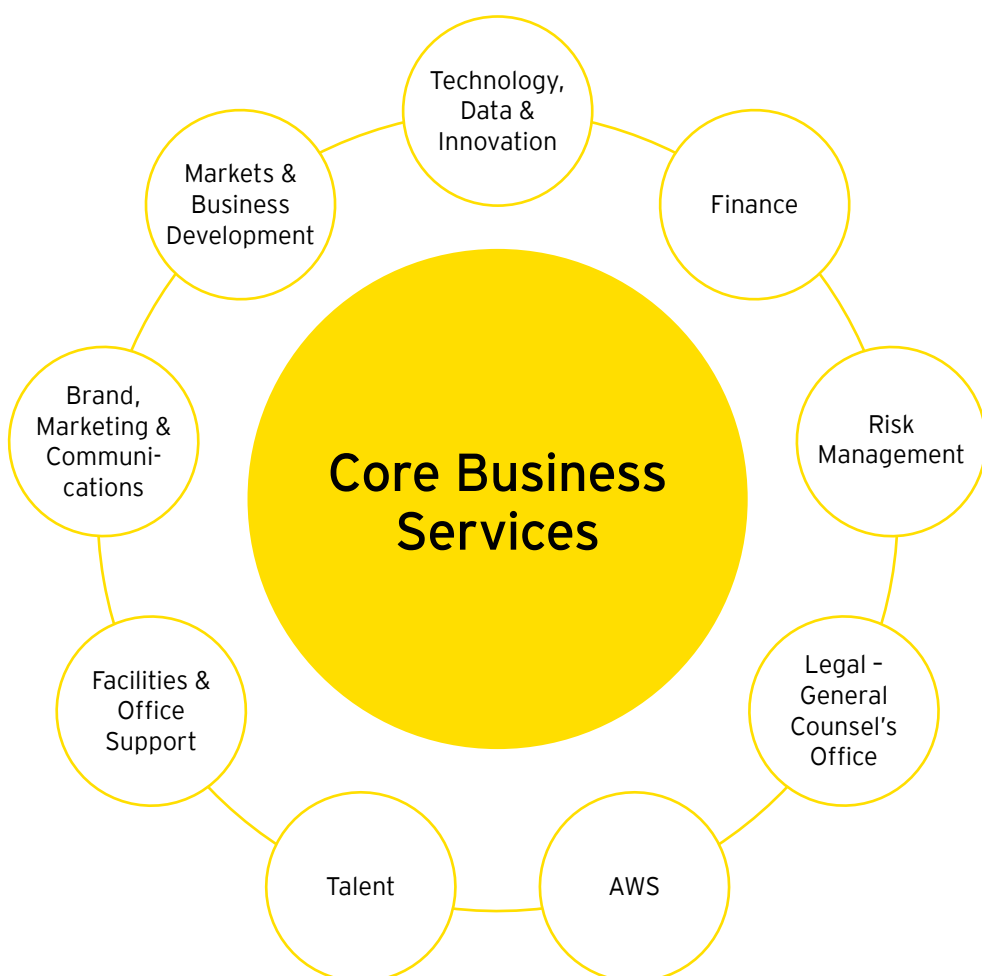 Technology,
Data &
Innovation
Markets &
Business
Development
Finance
Brand,
Marketing &
Communi-
cations
Risk
Management
Core Business
Services
Facilities &
Office
Support
Legal –
General
Counsel's
Office
Talent
AWS